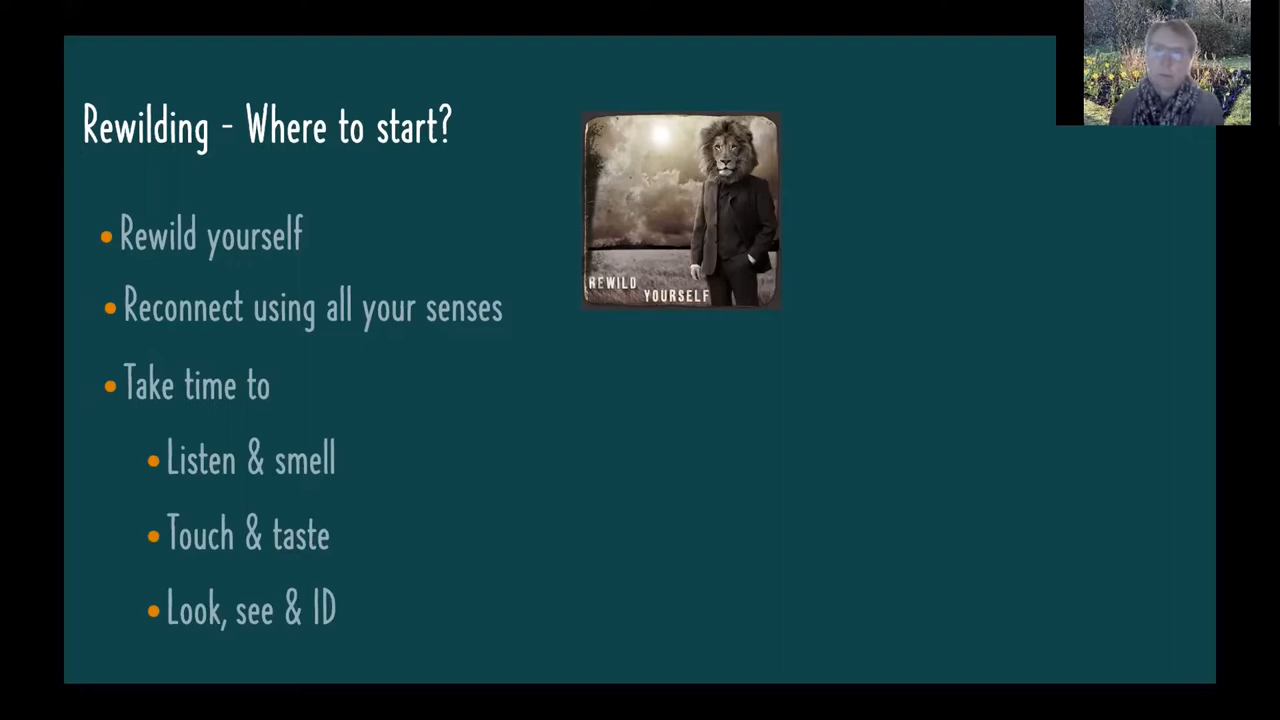 Rewilding - Where to start?
Rewild yourself
Reconnect using all your senses
Take time to
Listen & smell
Touch & taste
Look, see & ID
REWILD
YOURSELF